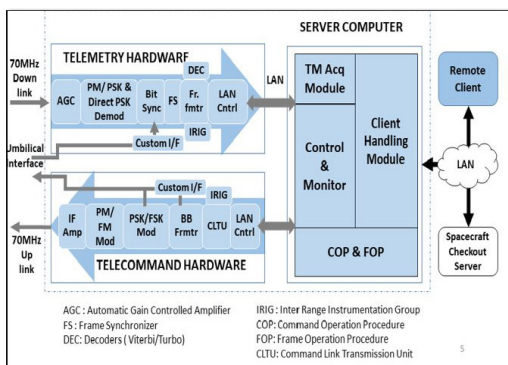 SERVER COMPUTER
TELEMETRY HARDWARE
70MHz
Down
link
DEC
AGC
PM/ PSK &
Direct PSK
Demod
Bit
Sync
FS
Fr.
fmtr
LAN
Cntrl
IRIG
Custom I/F
Umbilical
Interface
LAN
TM Acq
Module
Control
&
Monitor
Client
Handling
Module
COP & FOP
Remote
Client
LAN
Spacecraft
Checkout
Server
Custom I/F
IRIG
IF
Amp
PM/
FM
Mod
PSK/FSK
Mod
BB
Frmtr
CLTU
LAN
Cntrl
70MHz
Up
link
TELECOMMAND HARDWARE
AGC : Automatic Gain Controlled Amplifier
FS : Frame Synchronizer
DEC: Decoders ( Viterbi/Turbo)
IRIG : Inter Range Instrumentation Group
COP: Command Operation Procedure
FOP: Frame Operation Procedure
CLTU: Command Link Transmission Unit
5